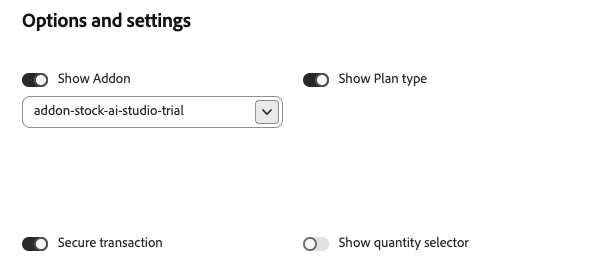 Options and settings
Show Addon
Show Plan type
addon-stock-ai-studio-trial
Secure transaction
Show quantity selector